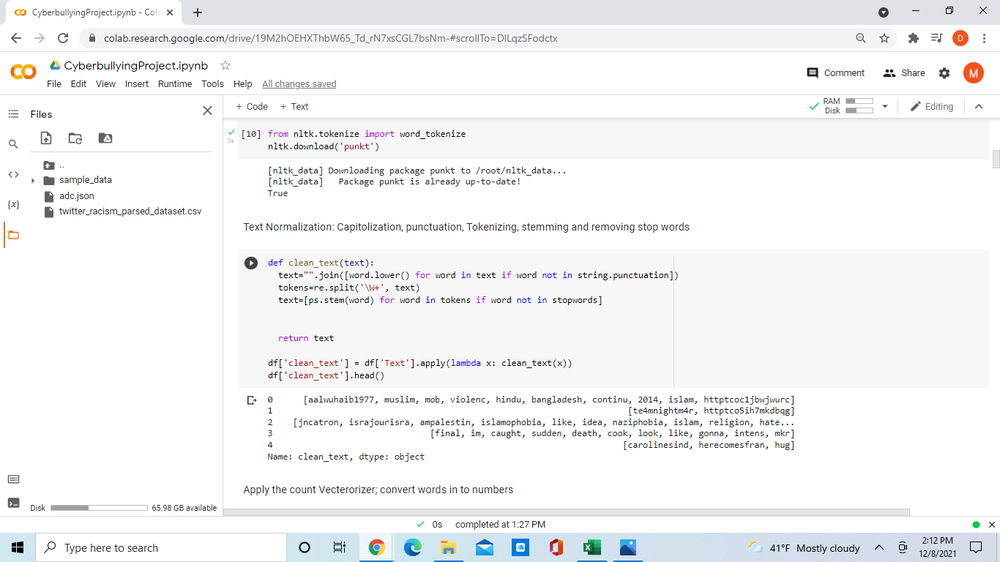 CyberbullyingProject.ipynb - Cola
colab.research.google.com/drive/19M2hOEHXThbW65_Td_rN7xsCGL7bsNm-#scrollTo=DlLqzSFodctx
D
CyberbullyingProject.ipynb
File Edit View Insert Runtime Tools Help All changes saved
Comment Share M
Files
+ Code + Text
RAM
Disk
Editing
..
sample_data
adc.json
twitter_racism_parsed_dataset.csv
0s
[10] from nltk.tokenize import word_tokenize
nltk.download('punkt')
[nltk_data] Downloading package punkt to /root/nltk_data...
[nltk_data]   Package punkt is already up-to-date!
True
Text Normalization: Capitolization, punctuation, Tokenizing, stemming and removing stop words
def clean_text(text):
  text="".join([word.lower() for word in text if word not in string.punctuation])
  tokens=re.split('\W+', text)
  text=[ps.stem(word) for word in tokens if word not in stopwords]
  return text
df['clean_text'] = df['Text'].apply(lambda x: clean_text(x))
df['clean_text'].head()
0 [aalwuhaib1977, muslim, mob, violenc, hindu, bangladesh, continu, 2014, islam, httptcoc1jbwjwurc]
1 [te4mnightm4r, httptco5ih7mkdbqg]
2 [jncatron, israjourisra, ampalestin, islamophobia, like, idea, naziphobia, islam, religion, hate...
3 [final, im, caught, sudden, death, cook, look, like, gonna, intens, mkr]
4 [carolinesind, herecomesfran, hug]
Name: clean_text, dtype: object
Apply the count Vecterorizer; convert words in to numbers
Disk 65.98 GB available
0s completed at 1:27 PM
Type here to search
41°F Mostly cloudy
2:12 PM
12/8/2021